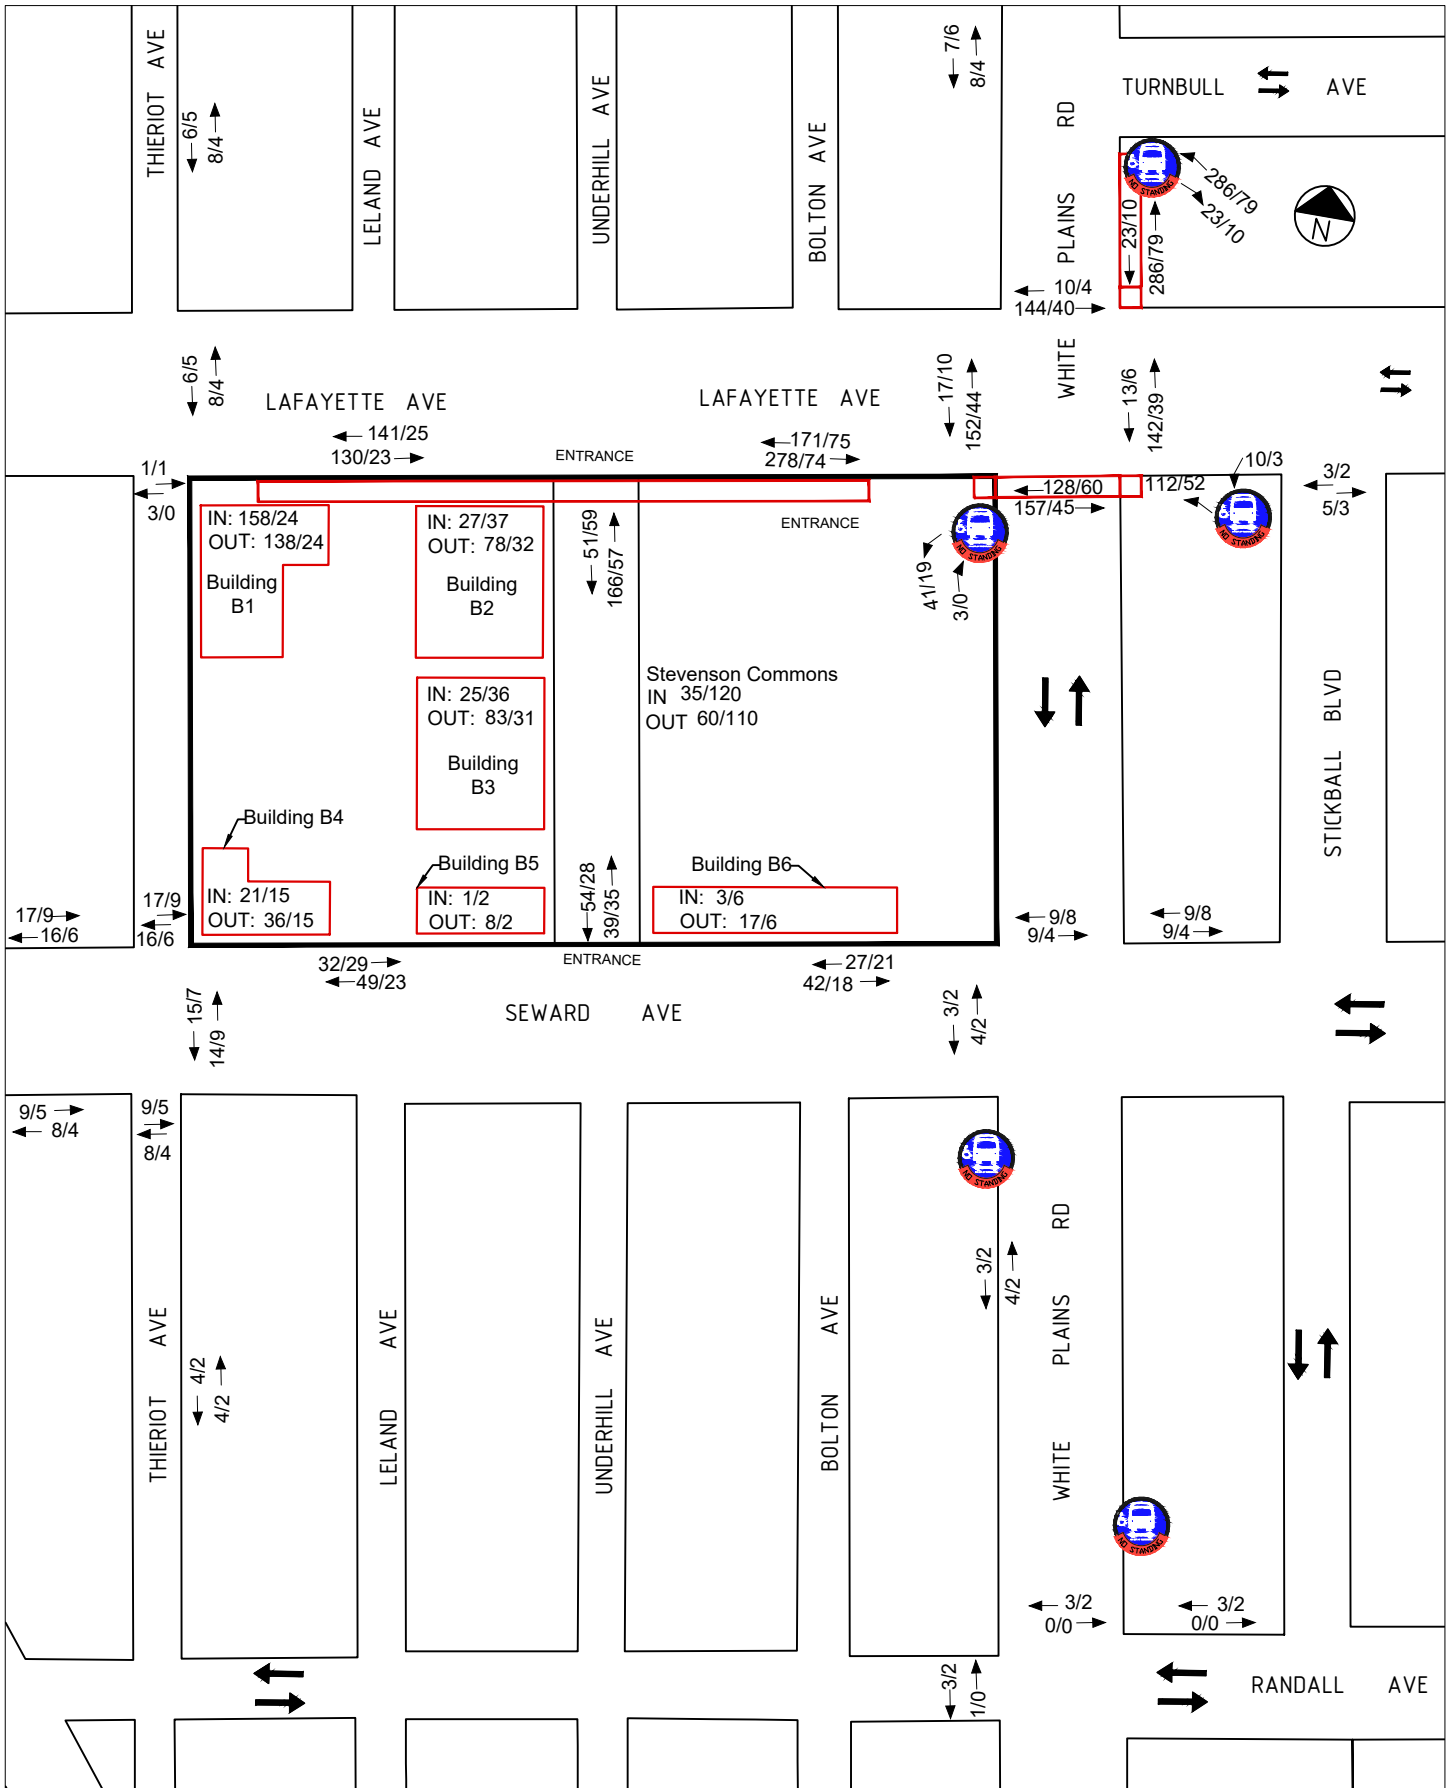 THIERIOT AVE
LELAND AVE
UNDERHILL AVE
BOLTON AVE
7/6
8/4
WHITE PLAINS RD
TURNBULL AVE
6/5
8/4
NO STANDING
286/79
23/10
23/10
286/79
N
10/4
144/40
6/5
8/4
LAFAYETTE AVE
LAFAYETTE AVE
17/10
152/44
13/6
142/39
141/25
130/23
ENTRANCE
171/75
278/74
1/1
3/0
10/3
3/2
5/3
128/60
157/45
112/52
ENTRANCE
NO STANDING
NO STANDING
41/19
3/0
IN: 158/24
OUT: 138/24
Building
B1
IN: 27/37
OUT: 78/32
Building
B2
51/59
166/57
Stevenson Commons
IN 35/120
OUT 60/110
IN: 25/36
OUT: 83/31
Building
B3
STICKBALL BLVD
Building B4
IN: 21/15
OUT: 36/15
Building B5
IN: 1/2
OUT: 8/2
54/28
39/35
Building B6
IN: 3/6
OUT: 17/6
17/9
16/6
17/9
16/6
9/8
9/4
9/8
9/4
32/29
49/23
ENTRANCE
27/21
42/18
15/7
14/9
SEWARD AVE
3/2
4/2
9/5
8/4
9/5
8/4
NO STANDING
3/2
4/2
THIERIOT AVE
4/2
4/2
LELAND AVE
UNDERHILL AVE
BOLTON AVE
WHITE PLAINS RD
NO STANDING
3/2
0/0
3/2
0/0
3/2
1/0
RANDALL AVE